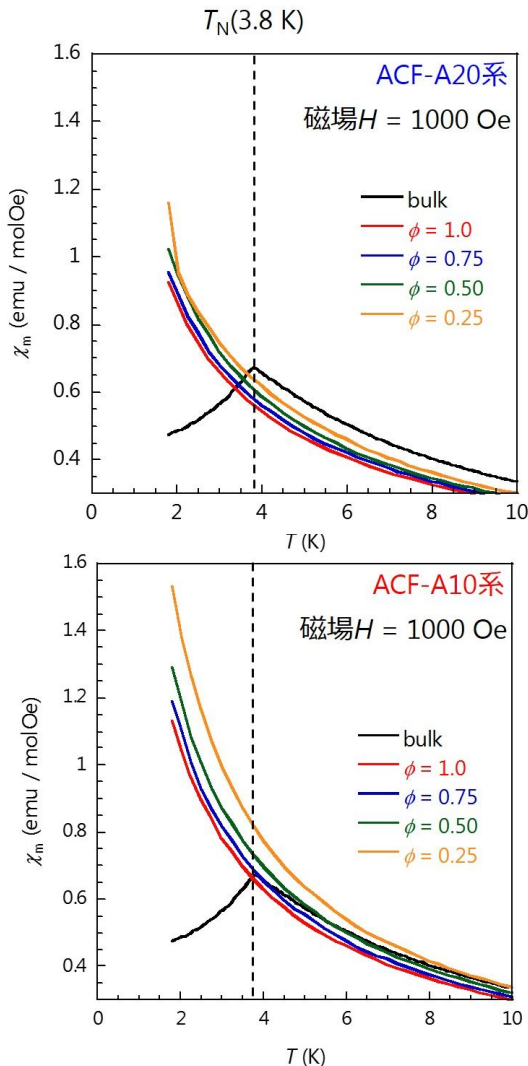 T_N(3.8 K)
1.6
ACF-A20系
1.4
磁場H = 1000 Oe
1.2
bulk
ϕ = 1.0
1
ϕ = 0.75
ϕ = 0.50
0.8
ϕ = 0.25
χ_m (emu / molOe)
0.6
0.4
0 2 4 6 8 10
T (K)
1.6
ACF-A10系
1.4
磁場H = 1000 Oe
1.2
bulk
1
ϕ = 1.0
ϕ = 0.75
ϕ = 0.50
0.8
ϕ = 0.25
χ_m (emu / molOe)
0.6
0.4
0 2 4 6 8 10
T (K)